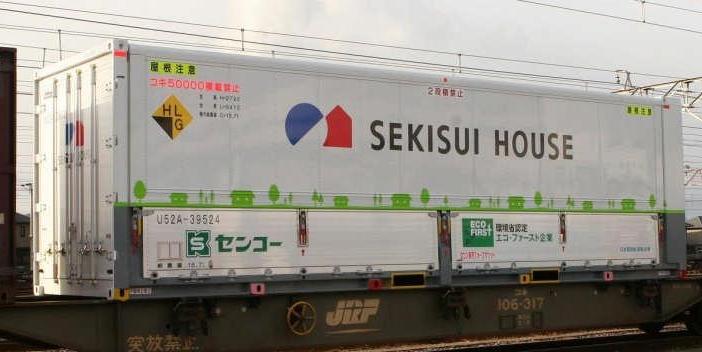 屋根注意
コキ50000積載禁止
HLG
2段積禁止
屋根注意
SEKISUI HOUSE
U52A-39524
センコー
ECO FIRST
環境省認定
エコ・ファースト企業
JRF
106-317
実放禁止